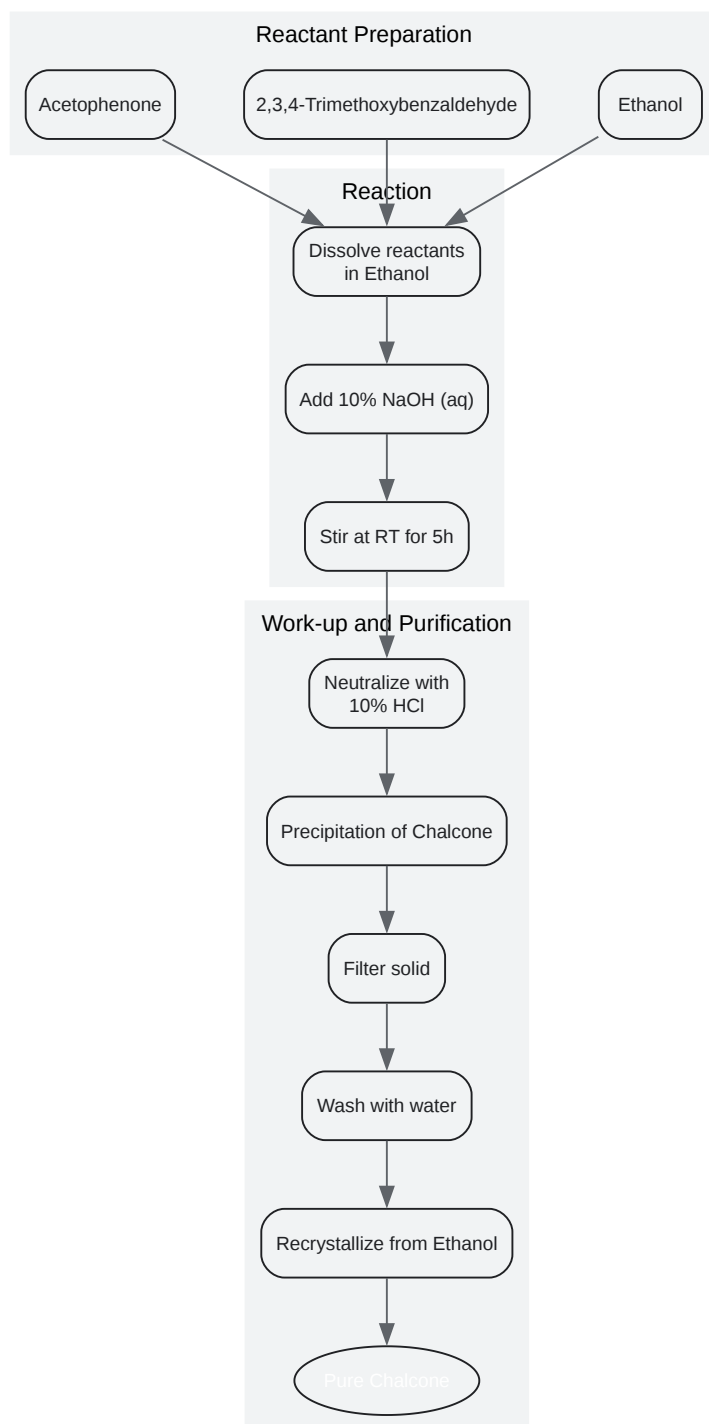 Reactant Preparation
Acetophenone
2,3,4-Trimethoxybenzaldehyde
Ethanol
Reaction
Dissolve reactants
in Ethanol
Add 10% NaOH (aq)
Stir at RT for 5h
Work-up and Purification
Neutralize with
10% HCl
Precipitation of Chalcone
Filter solid
Wash with water
Recrystallize from Ethanol
Pure Chalcone